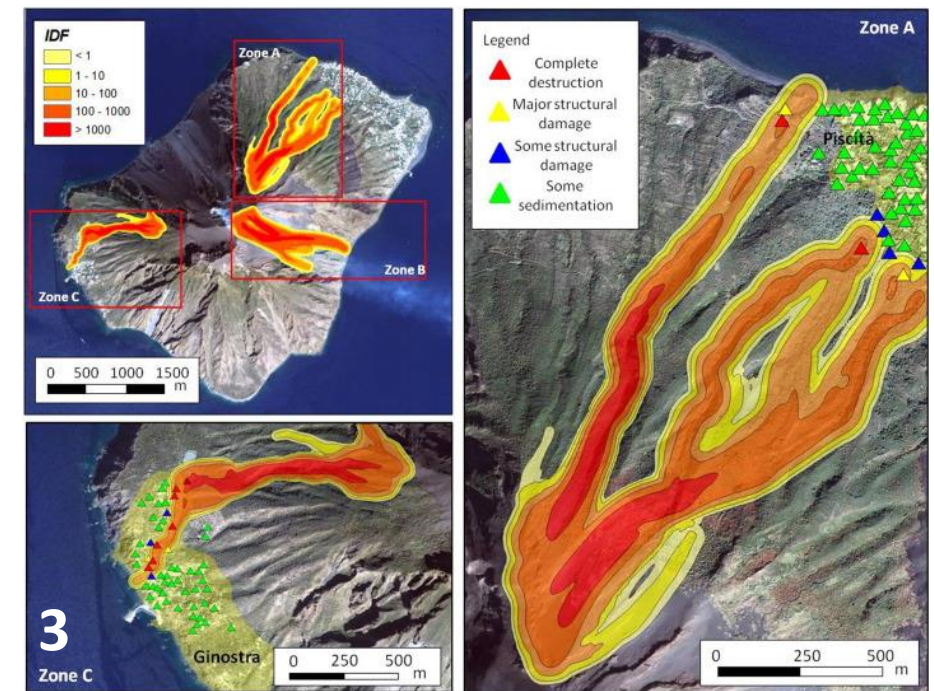 IDF
< 1
1 - 10
10 - 100
100 - 1000
> 1000
Zone A
Zone B
Zone C
0 500 1000 1500
m
3
Zone C
Ginostra
0 250 500
m
Zone A
Legend
Complete
destruction
Major structural
damage
Some structural
damage
Some
sedimentation
Piscità
0 250 500
m